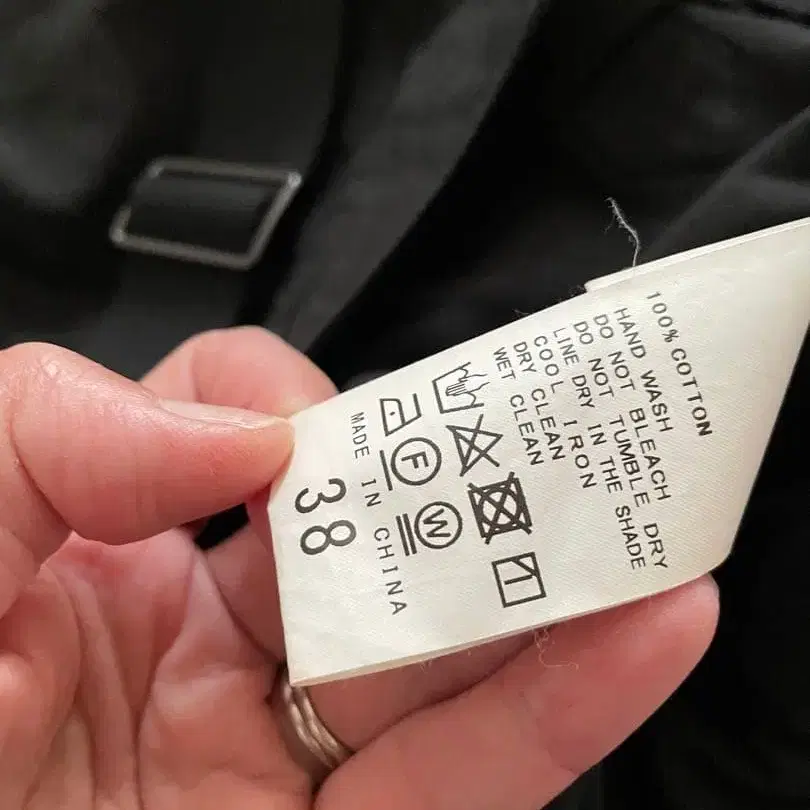 100% COTTON
HAND WASH
DO NOT BLEACH
DO NOT TUMBLE DRY
LINE DRY IN THE SHADE
COOL IRON
DRY CLEAN
WET CLEAN
F
W
MADE IN CHINA
38